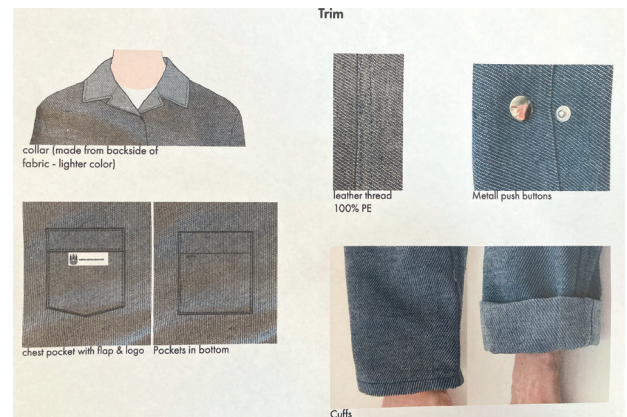 Trim
collar (made from backside of
fabric - lighter color)
leather thread
100% PE
Metall push buttons
chest pocket with flap & logo
Pockets in bottom
Cuffs